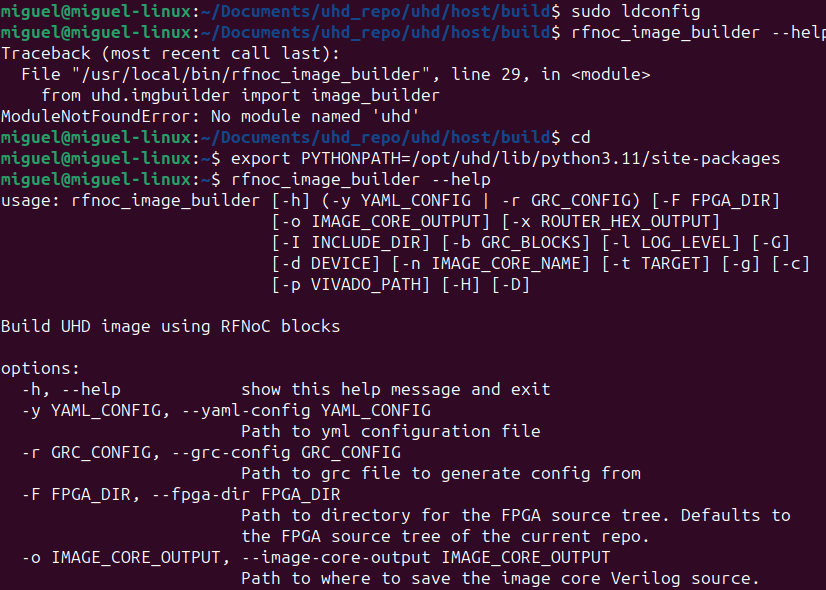 miguel@miguel-linux:~/Documents/uhd_repo/uhd/host/build$ sudo ldconfig
miguel@miguel-linux:~/Documents/uhd_repo/uhd/host/build$ rfnoc_image_builder --help
Traceback (most recent call last):
  File "/usr/local/bin/rfnoc_image_builder", line 29, in <module>
    from uhd.imgbuilder import image_builder
ModuleNotFoundError: No module named 'uhd'
miguel@miguel-linux:~/Documents/uhd_repo/uhd/host/build$ cd
miguel@miguel-linux:~$ export PYTHONPATH=/opt/uhd/lib/python3.11/site-packages
miguel@miguel-linux:~$ rfnoc_image_builder --help
usage: rfnoc_image_builder [-h] (-y YAML_CONFIG | -r GRC_CONFIG) [-F FPGA_DIR]
                           [-o IMAGE_CORE_OUTPUT] [-x ROUTER_HEX_OUTPUT]
                           [-I INCLUDE_DIR] [-b GRC_BLOCKS] [-l LOG_LEVEL] [-G]
                           [-d DEVICE] [-n IMAGE_CORE_NAME] [-t TARGET] [-g] [-c]
                           [-p VIVADO_PATH] [-H] [-D]
Build UHD image using RFNoC blocks
options:
  -h, --help            show this help message and exit
  -y YAML_CONFIG, --yaml-config YAML_CONFIG
                        Path to yml configuration file
  -r GRC_CONFIG, --grc-config GRC_CONFIG
                        Path to grc file to generate config from
  -F FPGA_DIR, --fpga-dir FPGA_DIR
                        Path to directory for the FPGA source tree. Defaults to
                        the FPGA source tree of the current repo.
  -o IMAGE_CORE_OUTPUT, --image-core-output IMAGE_CORE_OUTPUT
                        Path to where to save the image core Verilog source.